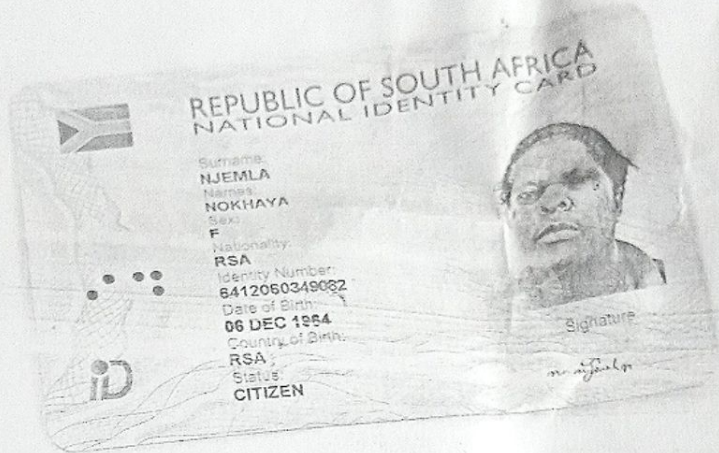 REPUBLIC OF SOUTH AFRICA
NATIONAL IDENTITY CARD
Surname:
NJEMLA
Names:
NOKHAYA
Sex:
F
Nationality:
RSA
Identity Number:
6412060349082
Date of Birth:
06 DEC 1964
Country of Birth:
RSA
Status:
CITIZEN
Signature
iD